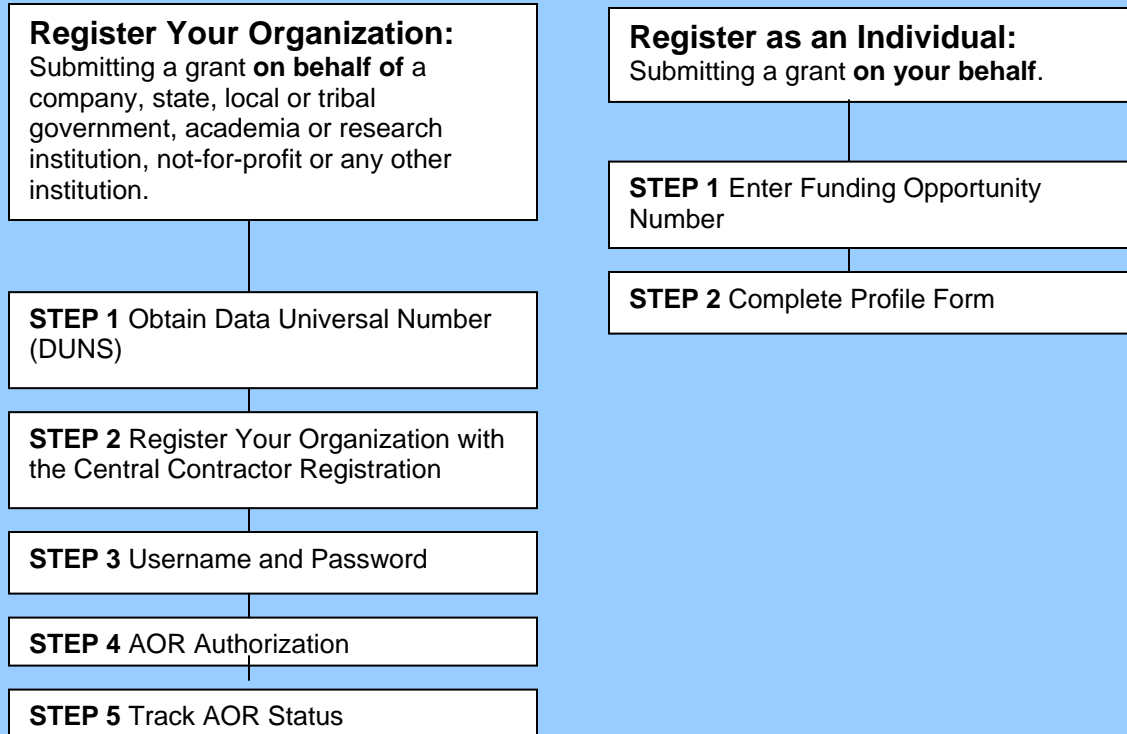 Register Your Organization:
Submitting a grant on behalf of a
company, state, local or tribal
government, academia or research
institution, not-for-profit or any other
institution.
STEP 1 Obtain Data Universal Number
(DUNS)
STEP 2 Register Your Organization with
the Central Contractor Registration
STEP 3 Username and Password
STEP 4 AOR Authorization
STEP 5 Track AOR Status
Register as an Individual:
Submitting a grant on your behalf.
STEP 1 Enter Funding Opportunity
Number
STEP 2 Complete Profile Form